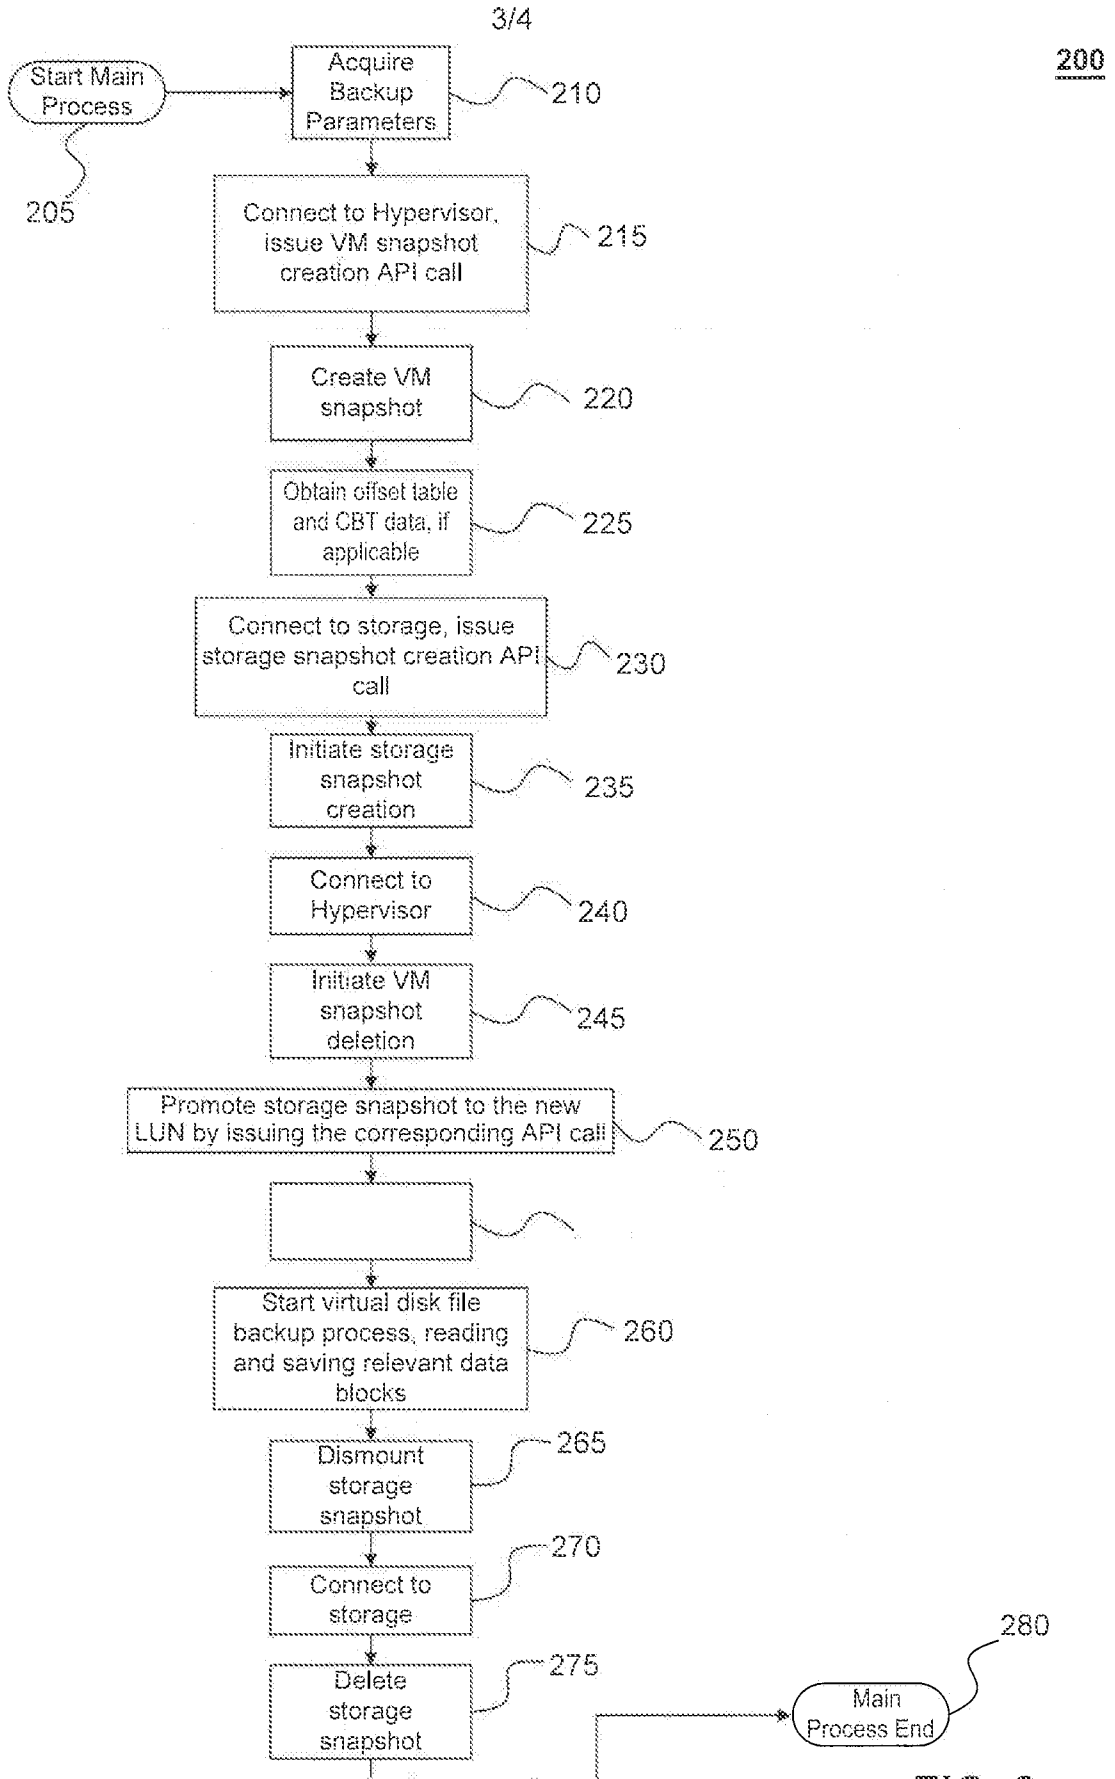 3/4
200
Start Main
Process
205
Acquire
Backup
Parameters
210
Connect to Hypervisor,
issue VM snapshot
creation API call
215
Create VM
snapshot
220
Obtain offset table
and CBT data, if
applicable
225
Connect to storage, issue
storage snapshot creation API
call
230
Initiate storage
snapshot
creation
235
Connect to
Hypervisor
240
Initiate VM
snapshot
deletion
245
Promote storage snapshot to the new
LUN by issuing the corresponding API call
250
Start virtual disk file
backup process, reading
and saving relevant data
blocks
260
Dismount
storage
snapshot
265
Connect to
storage
270
Delete
storage
snapshot
275
Main
Process End
280